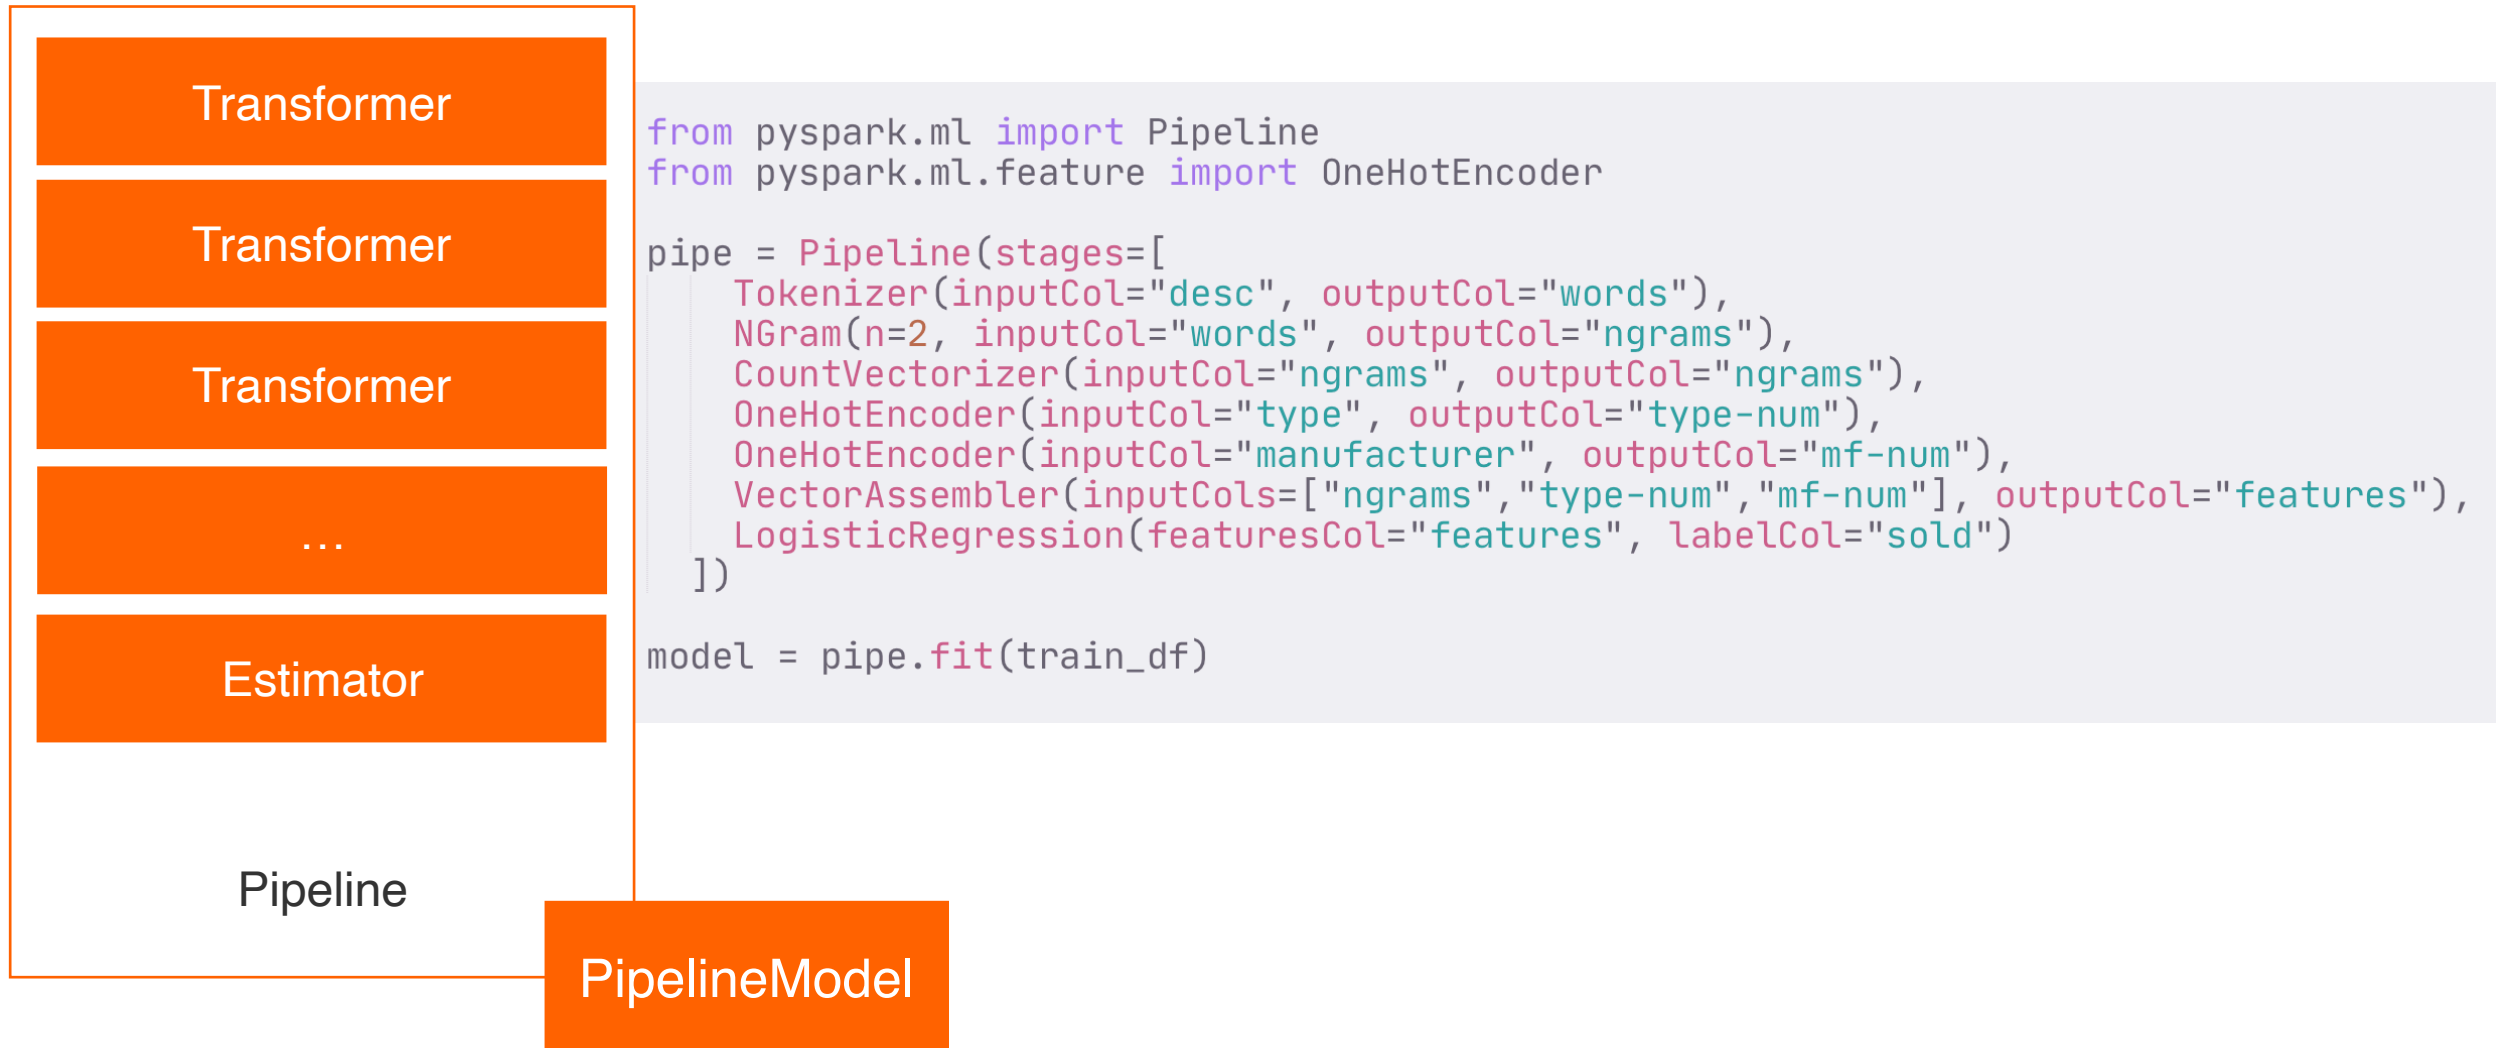 Transformer
Transformer
Transformer
...
Estimator
Pipeline
PipelineModel
from pyspark.ml import Pipeline
from pyspark.ml.feature import OneHotEncoder
pipe = Pipeline(stages=[
    Tokenizer(inputCol="desc", outputCol="words"),
    NGram(n=2, inputCol="words", outputCol="ngrams"),
    CountVectorizer(inputCol="ngrams", outputCol="ngrams"),
    OneHotEncoder(inputCol="type", outputCol="type-num"),
    OneHotEncoder(inputCol="manufacturer", outputCol="mf-num"),
    VectorAssembler(inputCols=["ngrams","type-num","mf-num"], outputCol="features"),
    LogisticRegression(featuresCol="features", labelCol="sold")
  ])
model = pipe.fit(train_df)